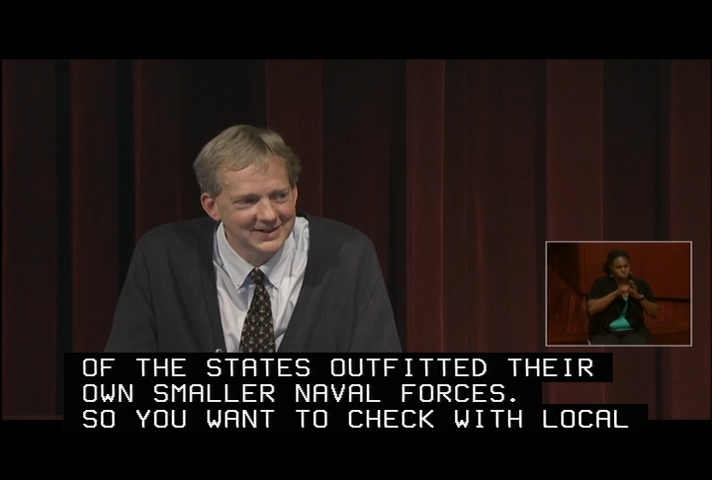 OF THE STATES OUTFITTED THEIR
OWN SMALLER NAVAL FORCES.
SO YOU WANT TO CHECK WITH LOCAL